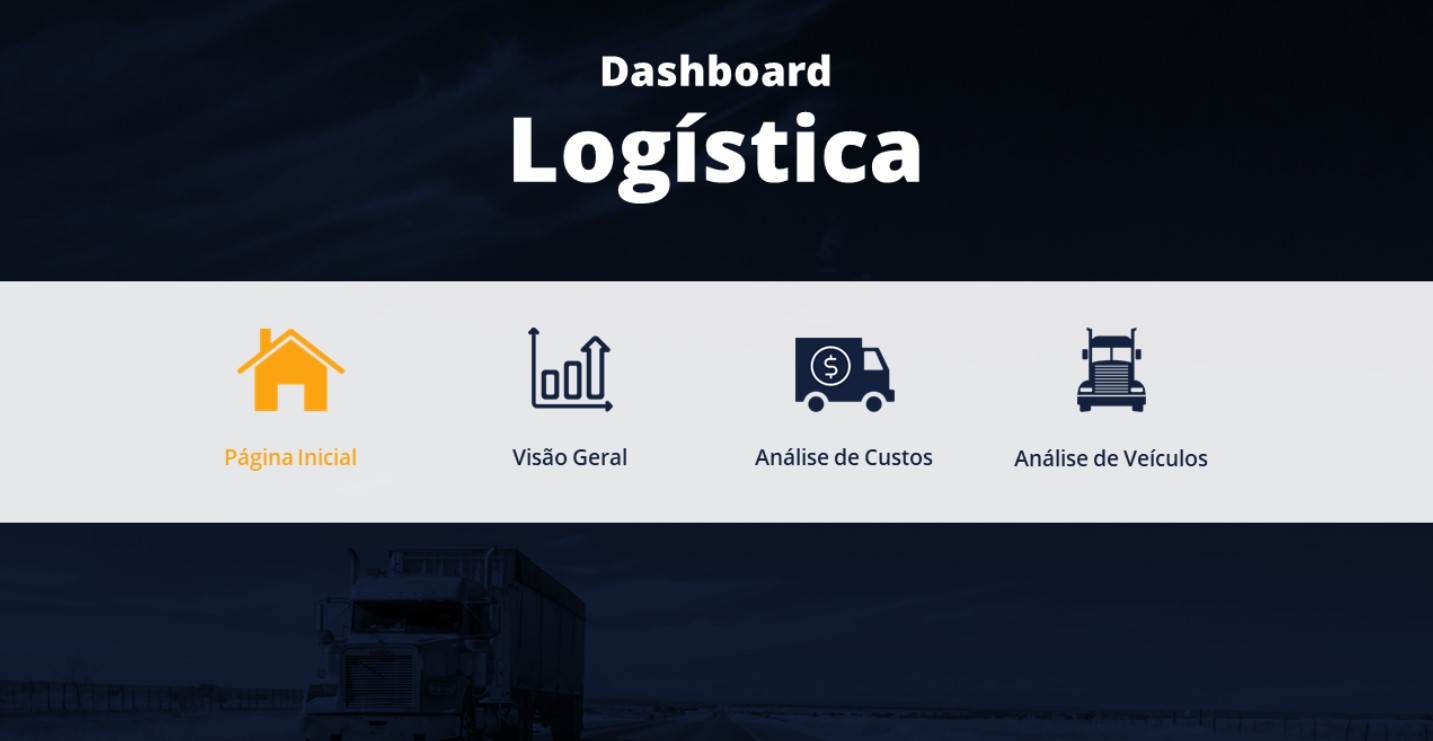 Dashboard
Logística
Página Inicial
Visão Geral
Análise de Custos
Análise de Veículos